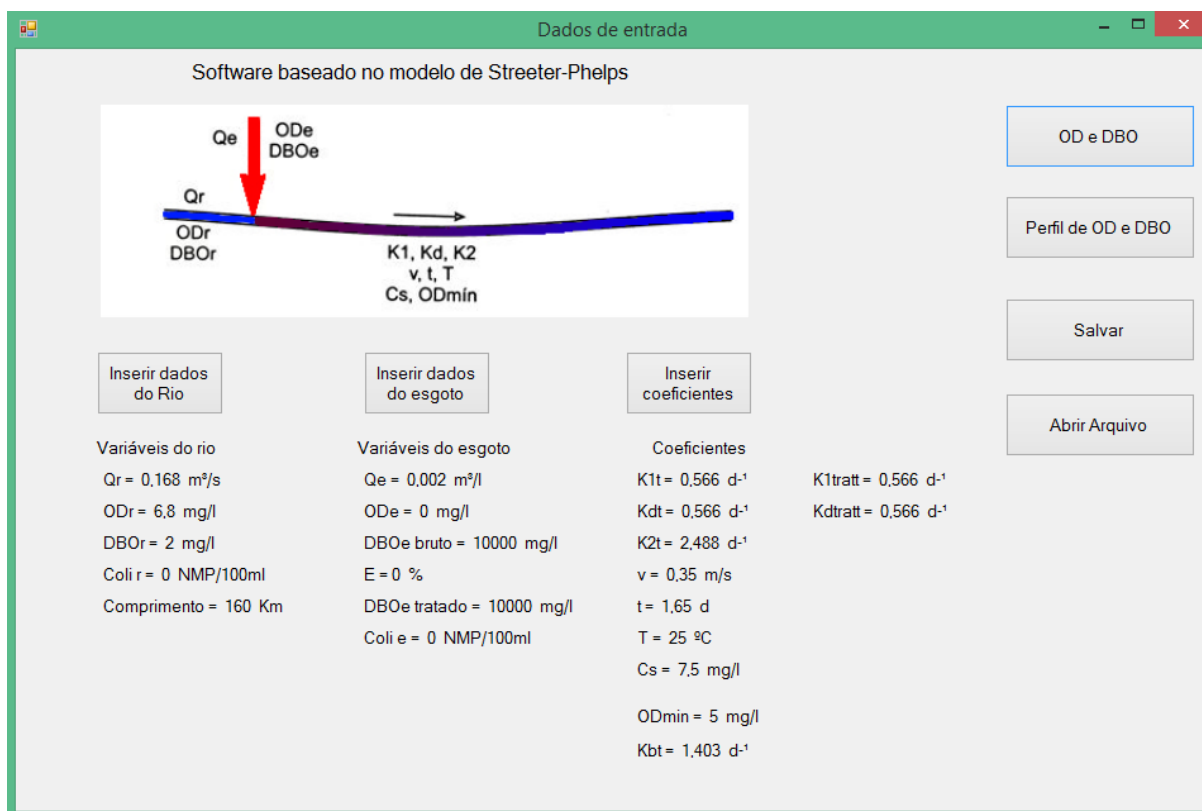 Dados de entrada
Software baseado no modelo de Streeter-Phelps
Qe
ODe
DBOe
Qr
ODr
DBOr
K1, Kd, K2
v, t, T
Cs, ODmín
OD e DBO
Perfil de OD e DBO
Salvar
Abrir Arquivo
Inserir dados
do Rio
Inserir dados
do esgoto
Inserir
coeficientes
Variáveis do rio
Qr = 0,168 m³/s
ODr = 6,8 mg/l
DBOr = 2 mg/l
Coli r = 0 NMP/100ml
Comprimento = 160 Km
Variáveis do esgoto
Qe = 0,002 m³/l
ODe = 0 mg/l
DBOe bruto = 10000 mg/l
E = 0 %
DBOe tratado = 10000 mg/l
Coli e = 0 NMP/100ml
Coeficientes
K1t = 0,566 d-¹
Kdt = 0,566 d-¹
K2t = 2,488 d-¹
v = 0,35 m/s
t = 1,65 d
T = 25 ºC
Cs = 7,5 mg/l
ODmin = 5 mg/l
Kbt = 1,403 d-¹
K1tratt = 0,566 d-¹
Kdtratt = 0,566 d-¹